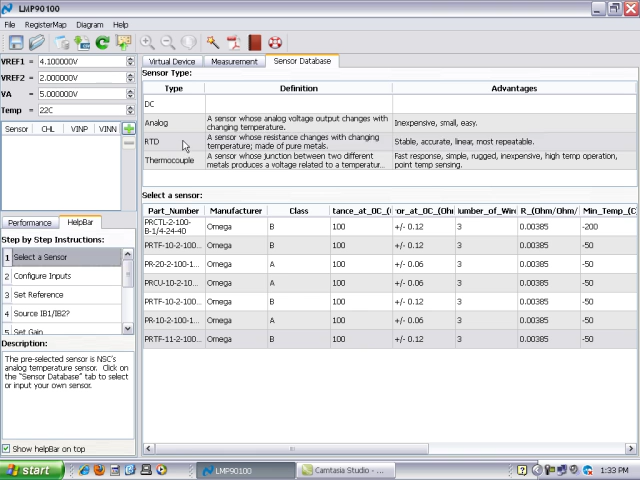 LMP90100
File RegisterMap Diagram Help
VREF1 = 4.100000V
VREF2 = 2.000000V
VA = 5.000000V
Temp = 22C
Sensor CHL VINP VINN
Performance HelpBar
Step by Step Instructions:
1 Select a Sensor
2 Configure Inputs
3 Set Reference
4 Source IB1/IB2?
5 Set Gain
Description:
The pre-selected sensor is NSC's
analog temperature sensor. Click on
the "Sensor Database" tab to select
or input your own sensor.
Show helpBar on top
Virtual Device Measurement Sensor Database
Sensor Type:
Type Definition Advantages
DC
Analog A sensor whose analog voltage output changes with changing temperature. Inexpensive, small, easy.
RTD A sensor whose resistance changes with changing temperature; made of pure metals. Stable, accurate, linear, most repeatable.
Thermocouple A sensor whose junction between two different metals produces a voltage related to a temperatur... Fast response, simple, rugged, inexpensive, high temp operation, point temp sensing.
Select a sensor:
Part_Number Manufacturer Class tance_at_0C_( or_at_0C_(Ohm umber_of_Wire R_(Ohm/Ohm/ Min_Temp_(C
PRCTL-2-100-B-1/4-24-40 Omega B 100 +/- 0.12 3 0.00385 -200
PRTF-10-2-100... Omega B 100 +/- 0.12 3 0.00385 -50
PR-20-2-100-1... Omega A 100 +/- 0.06 3 0.00385 -50
PRCU-10-2-10... Omega A 100 +/- 0.06 3 0.00385 -50
PRTF-10-2-100... Omega B 100 +/- 0.12 3 0.00385 -50
PR-10-2-100-1... Omega A 100 +/- 0.06 3 0.00385 -50
PRTF-11-2-100... Omega B 100 +/- 0.12 3 0.00385 -50
start LMP90100 Camtasia Studio - ... 1:33 PM